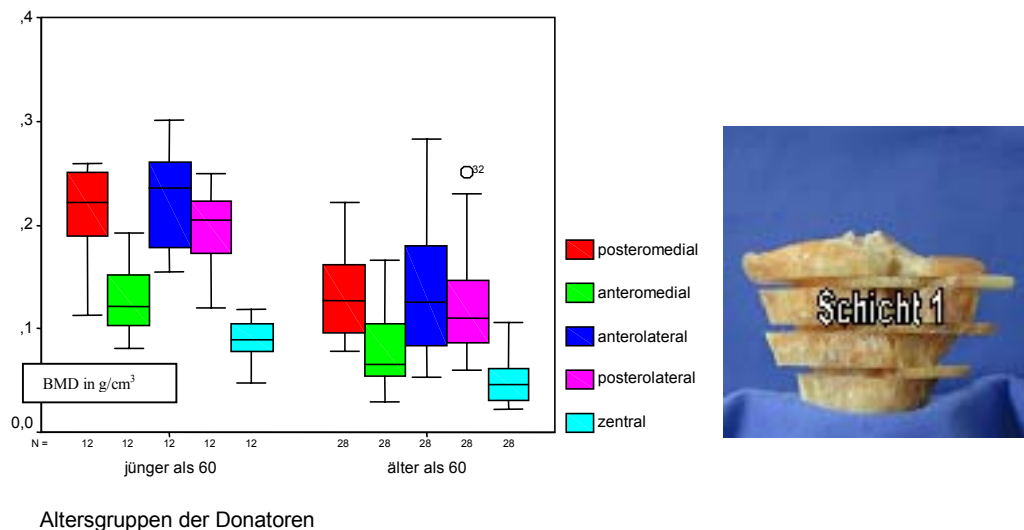 ,4
,3
,2
,1
0,0
BMD in g/cm³
32
N = 12 12 12 12 12 28 28 28 28 28
jünger als 60 älter als 60
Altersgruppen der Donatoren
posteromedial
anteromedial
anterolateral
posterolateral
zentral
Schicht 1